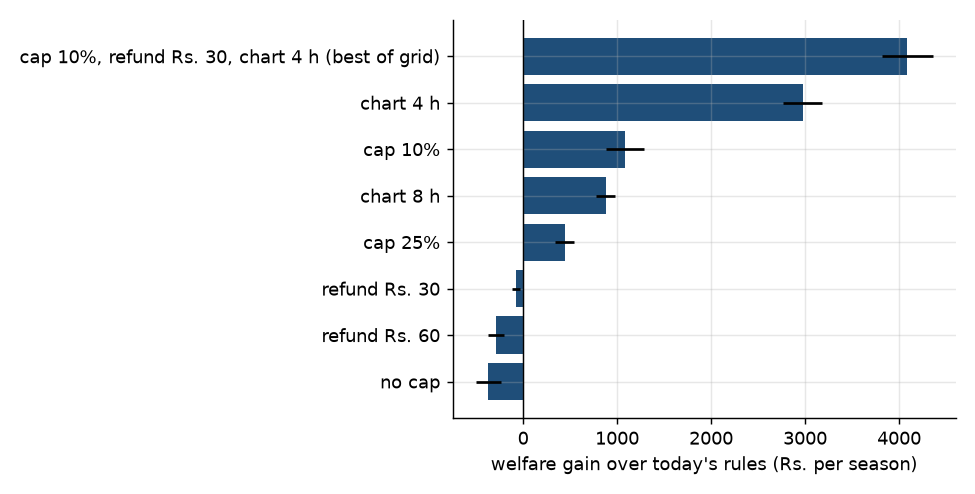 cap 10%, refund Rs. 30, chart 4 h (best of grid)
chart 4 h
cap 10%
chart 8 h
cap 25%
refund Rs. 30
refund Rs. 60
no cap
0 1000 2000 3000 4000
welfare gain over today's rules (Rs. per season)